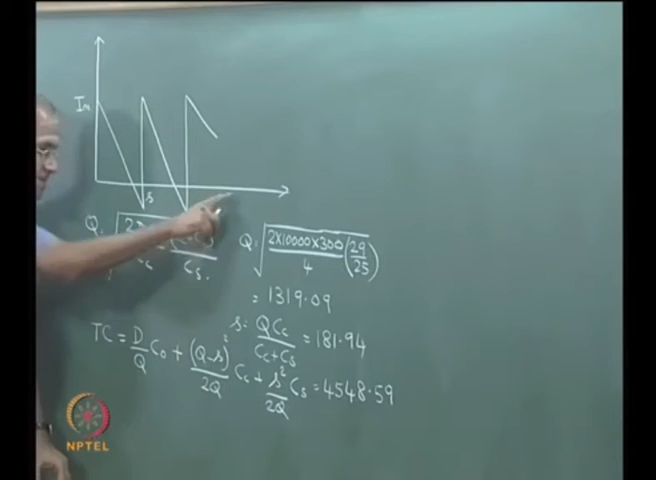 Im
s
Q = √ 2 Cs
Q = √(2×10000×300/4 (29/25))
= 1319.09
s = QCc/(Cc+Cs) = 181.94
TC = D/Q Co + (Q-s)²/2Q Cc + s²/2Q Cs = 4548.59
NPTEL